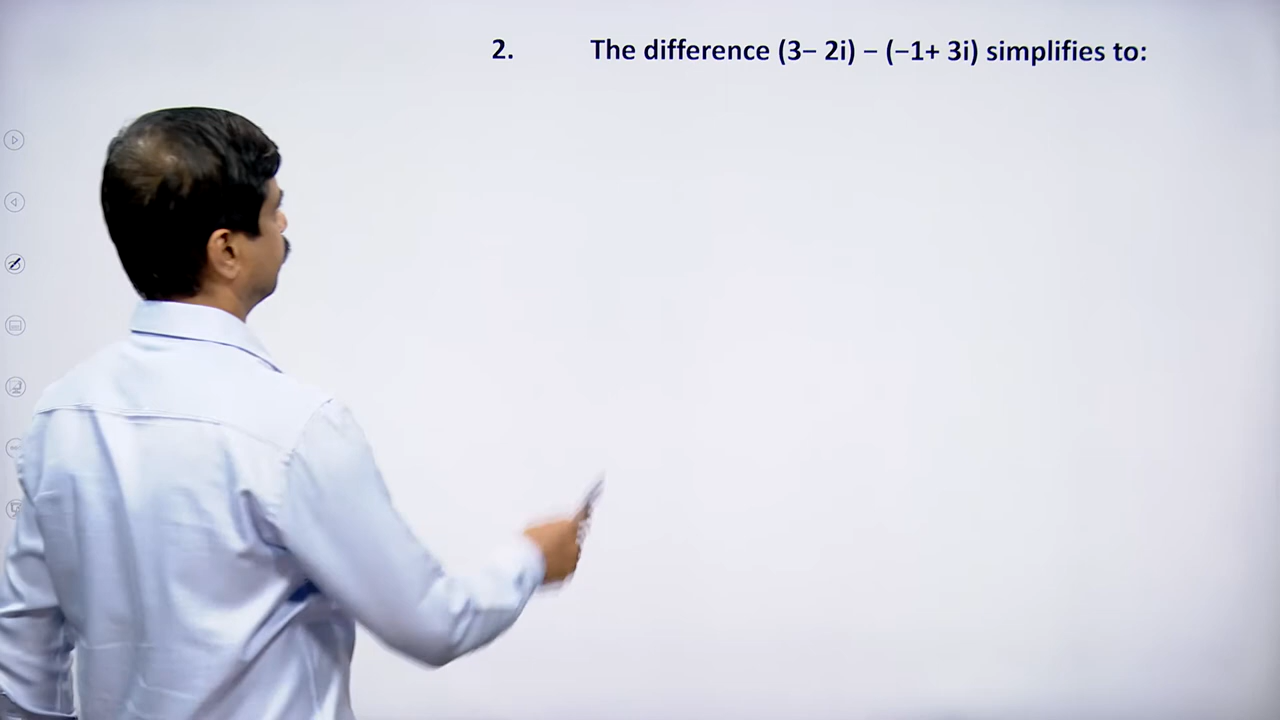 2. The difference (3– 2i) – (–1+ 3i) simplifies to: